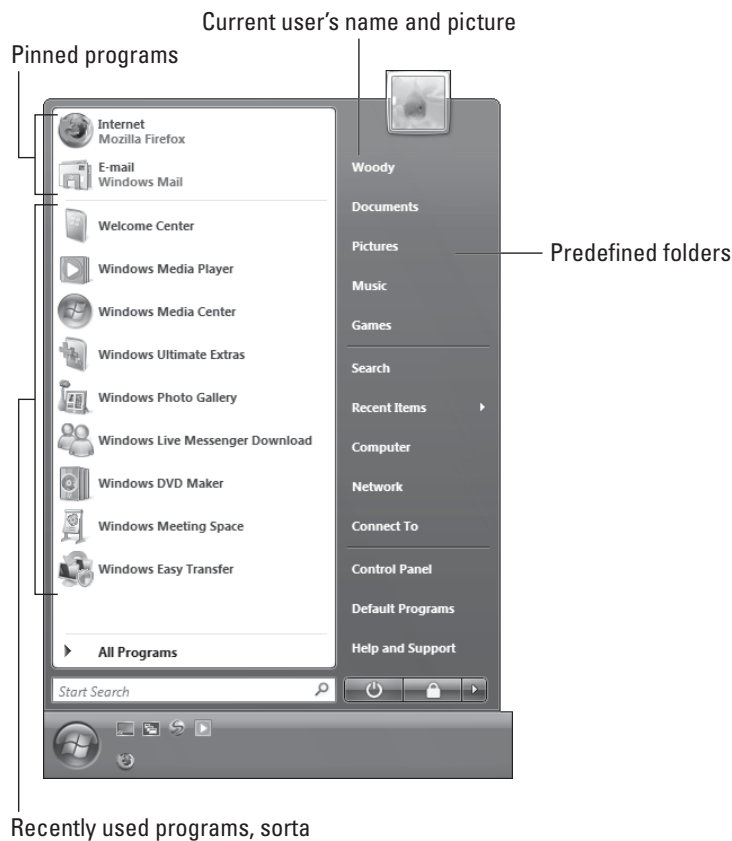 Current user's name and picture
Pinned programs
Internet
Mozilla Firefox
E-mail
Windows Mail
Welcome Center
Windows Media Player
Windows Media Center
Windows Ultimate Extras
Windows Photo Gallery
Windows Live Messenger Download
Windows DVD Maker
Windows Meeting Space
Windows Easy Transfer
All Programs
Start Search
Woody
Documents
Pictures
Music
Games
Search
Recent Items
Computer
Network
Connect To
Control Panel
Default Programs
Help and Support
Predefined folders
Recently used programs, sorta